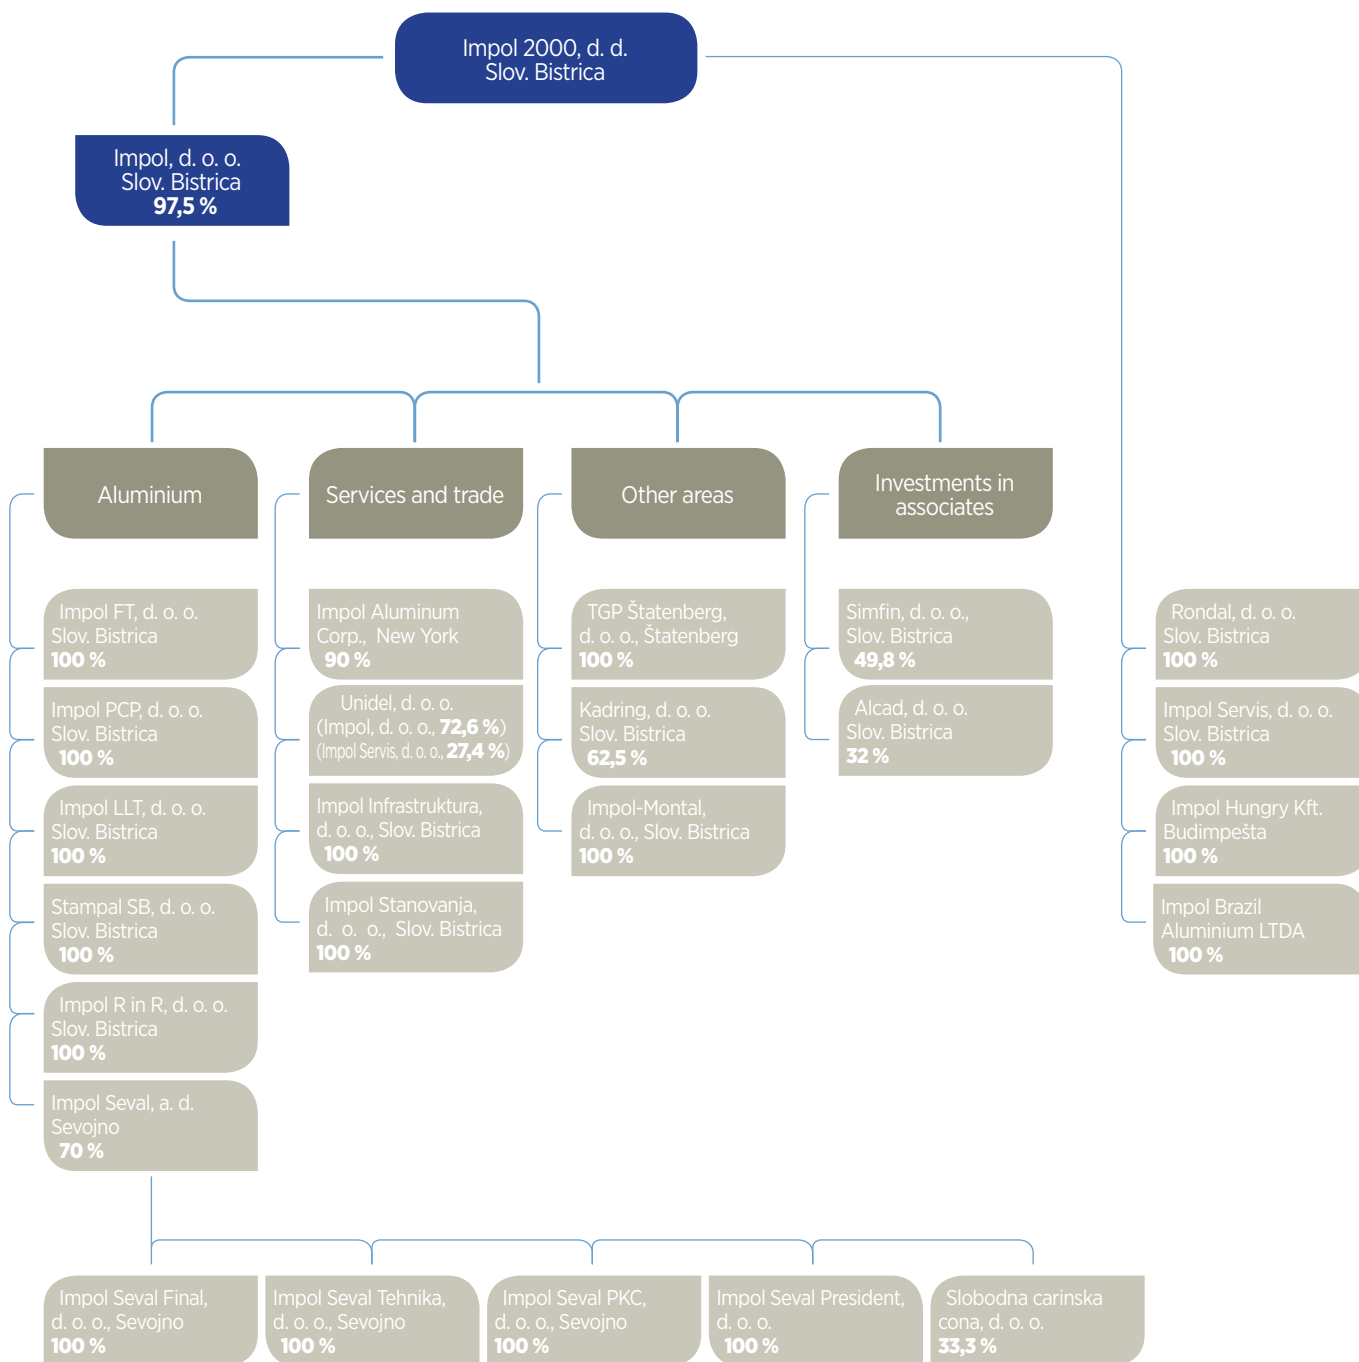 Impol 2000, d. d.
Slov. Bistrica
Impol, d. o. o.
Slov. Bistrica
97,5 %
Aluminium
Services and trade
Other areas
Investments in
associates
Impol FT, d. o. o.
Slov. Bistrica
100 %
Impol PCP, d. o. o.
Slov. Bistrica
100 %
Impol LLT, d. o. o.
Slov. Bistrica
100 %
Stampal SB, d. o. o.
Slov. Bistrica
100 %
Impol R in R, d. o. o.
Slov. Bistrica
100 %
Impol Seval, a. d.
Sevojno
70 %
Impol Aluminum
Corp., New York
90 %
Unidel, d. o. o.
(Impol, d. o. o., 72,6 %)
(Impol Servis, d. o. o., 27,4 %)
Impol Infrastruktura,
d. o. o., Slov. Bistrica
100 %
Impol Stanovanja,
d. o. o., Slov. Bistrica
100 %
TGP Štatenberg,
d. o. o., Štatenberg
100 %
Kadring, d. o. o.
Slov. Bistrica
62,5 %
Impol-Montal,
d. o. o., Slov. Bistrica
100 %
Simfin, d. o. o.,
Slov. Bistrica
49,8 %
Alcad, d. o. o.
Slov. Bistrica
32 %
Rondal, d. o. o.
Slov. Bistrica
100 %
Impol Servis, d. o. o.
Slov. Bistrica
100 %
Impol Hungry Kft.
Budimpešta
100 %
Impol Brazil
Aluminium LTDA
100 %
Impol Seval Final,
d. o. o., Sevojno
100 %
Impol Seval Tehnika,
d. o. o., Sevojno
100 %
Impol Seval PKC,
d. o. o., Sevojno
100 %
Impol Seval President,
d. o. o.
100 %
Slobodna carinska
cona, d. o. o.
33,3 %